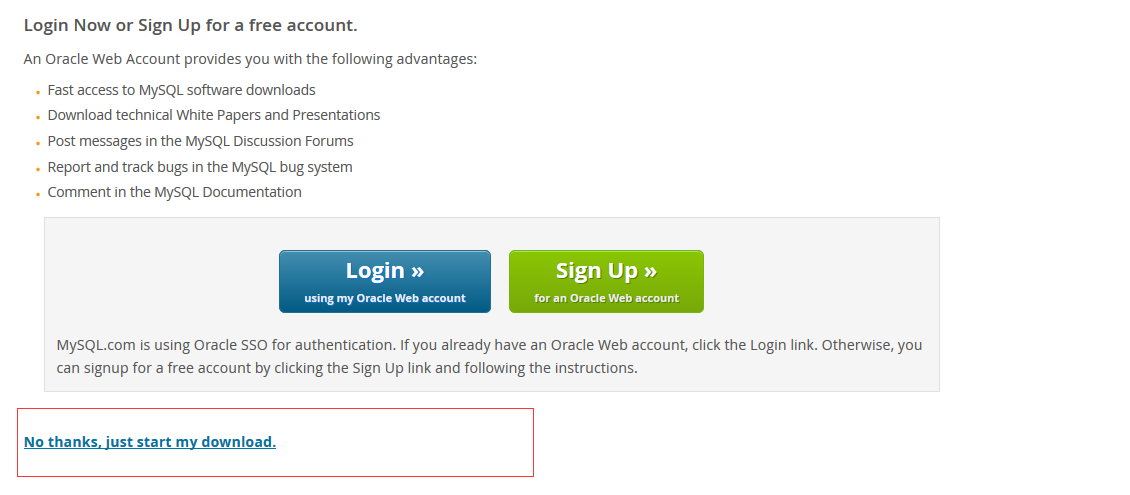 Login Now or Sign Up for a free account.
An Oracle Web Account provides you with the following advantages:
Fast access to MySQL software downloads
Download technical White Papers and Presentations
Post messages in the MySQL Discussion Forums
Report and track bugs in the MySQL bug system
Comment in the MySQL Documentation
Login »
using my Oracle Web account
Sign Up »
for an Oracle Web account
MySQL.com is using Oracle SSO for authentication. If you already have an Oracle Web account, click the Login link. Otherwise, you
can signup for a free account by clicking the Sign Up link and following the instructions.
No thanks, just start my download.